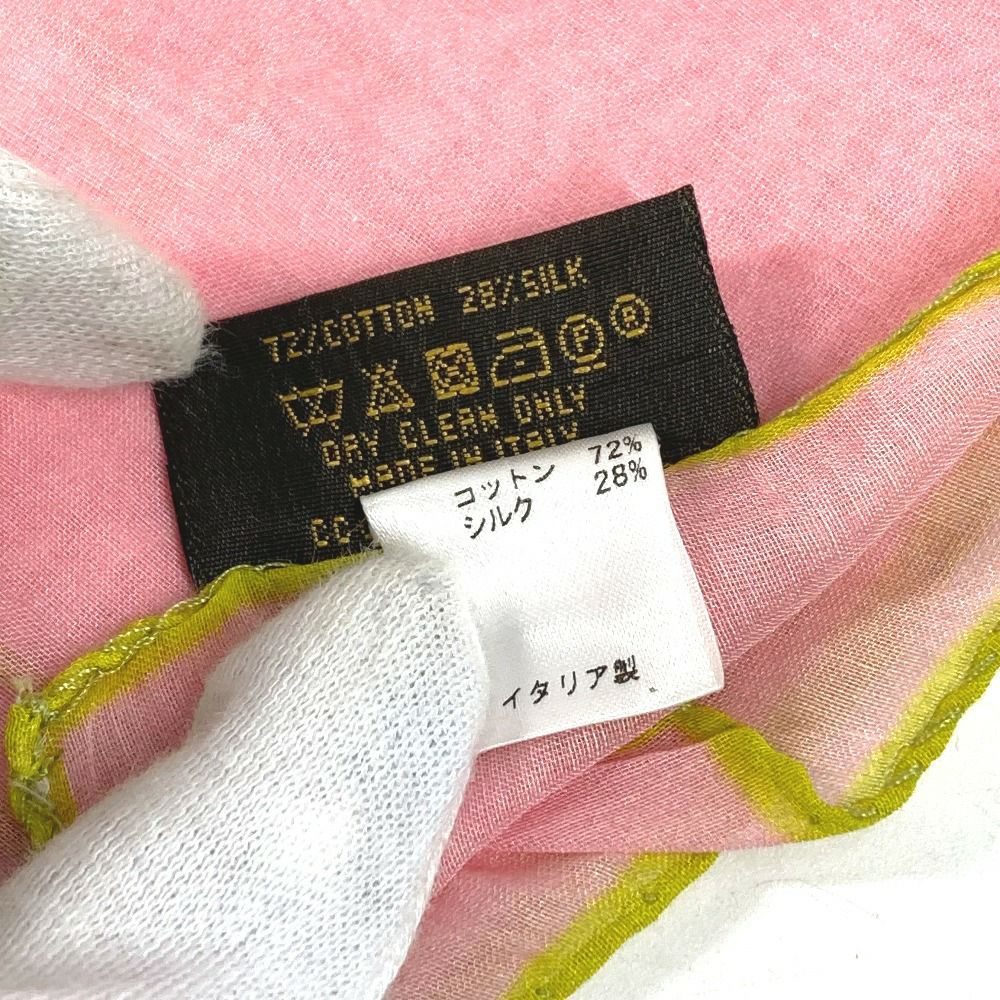 72%COTTON 28%SILK
F P
DRY CLEAN ONLY
MADE IN ITALY
CC
コットン 72%
シルク 28%
イタリア製